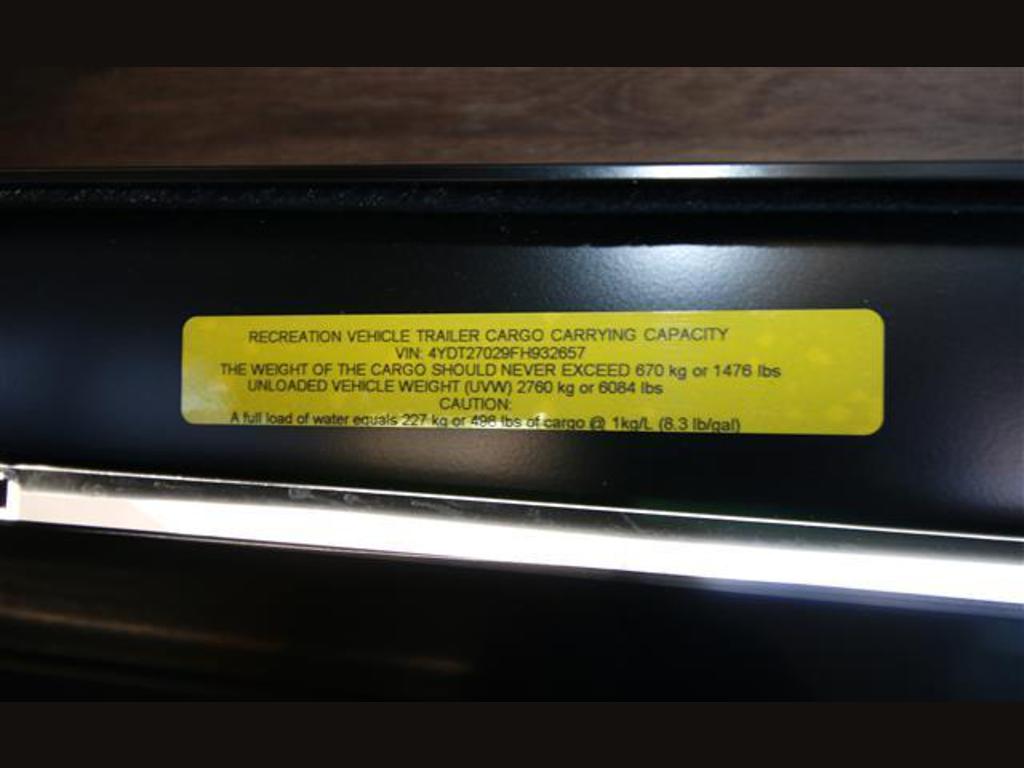 RECREATION VEHICLE TRAILER CARGO CARRYING CAPACITY
VIN: 4YDT27029FH932657
THE WEIGHT OF THE CARGO SHOULD NEVER EXCEED 670 kg or 1476 lbs
UNLOADED VEHICLE WEIGHT (UVW) 2760 kg or 6084 lbs
CAUTION:
A full load of water equals 227 kg or 498 lbs of cargo @ 1kg/L (8.3 lb/gal)